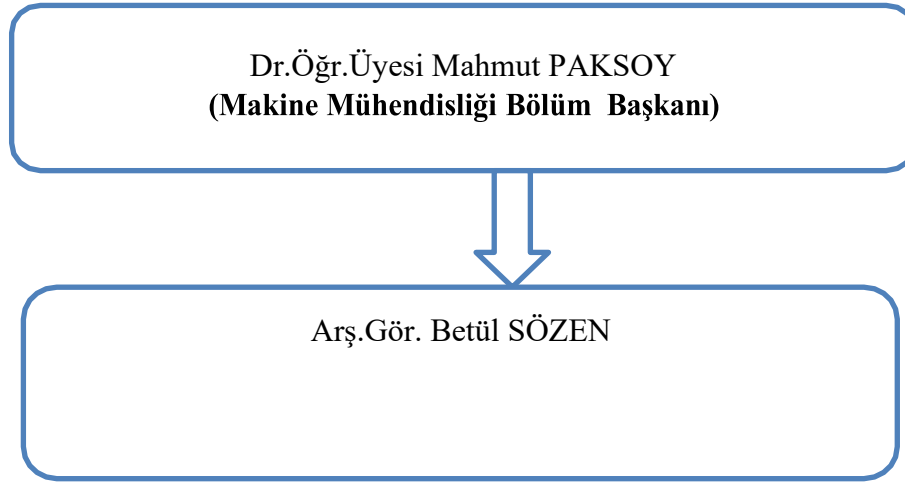 Dr.Öğr.Üyesi Mahmut PAKSOY
(Makine Mühendisliği Bölüm Başkanı)
Arş.Gör. Betül SÖZEN